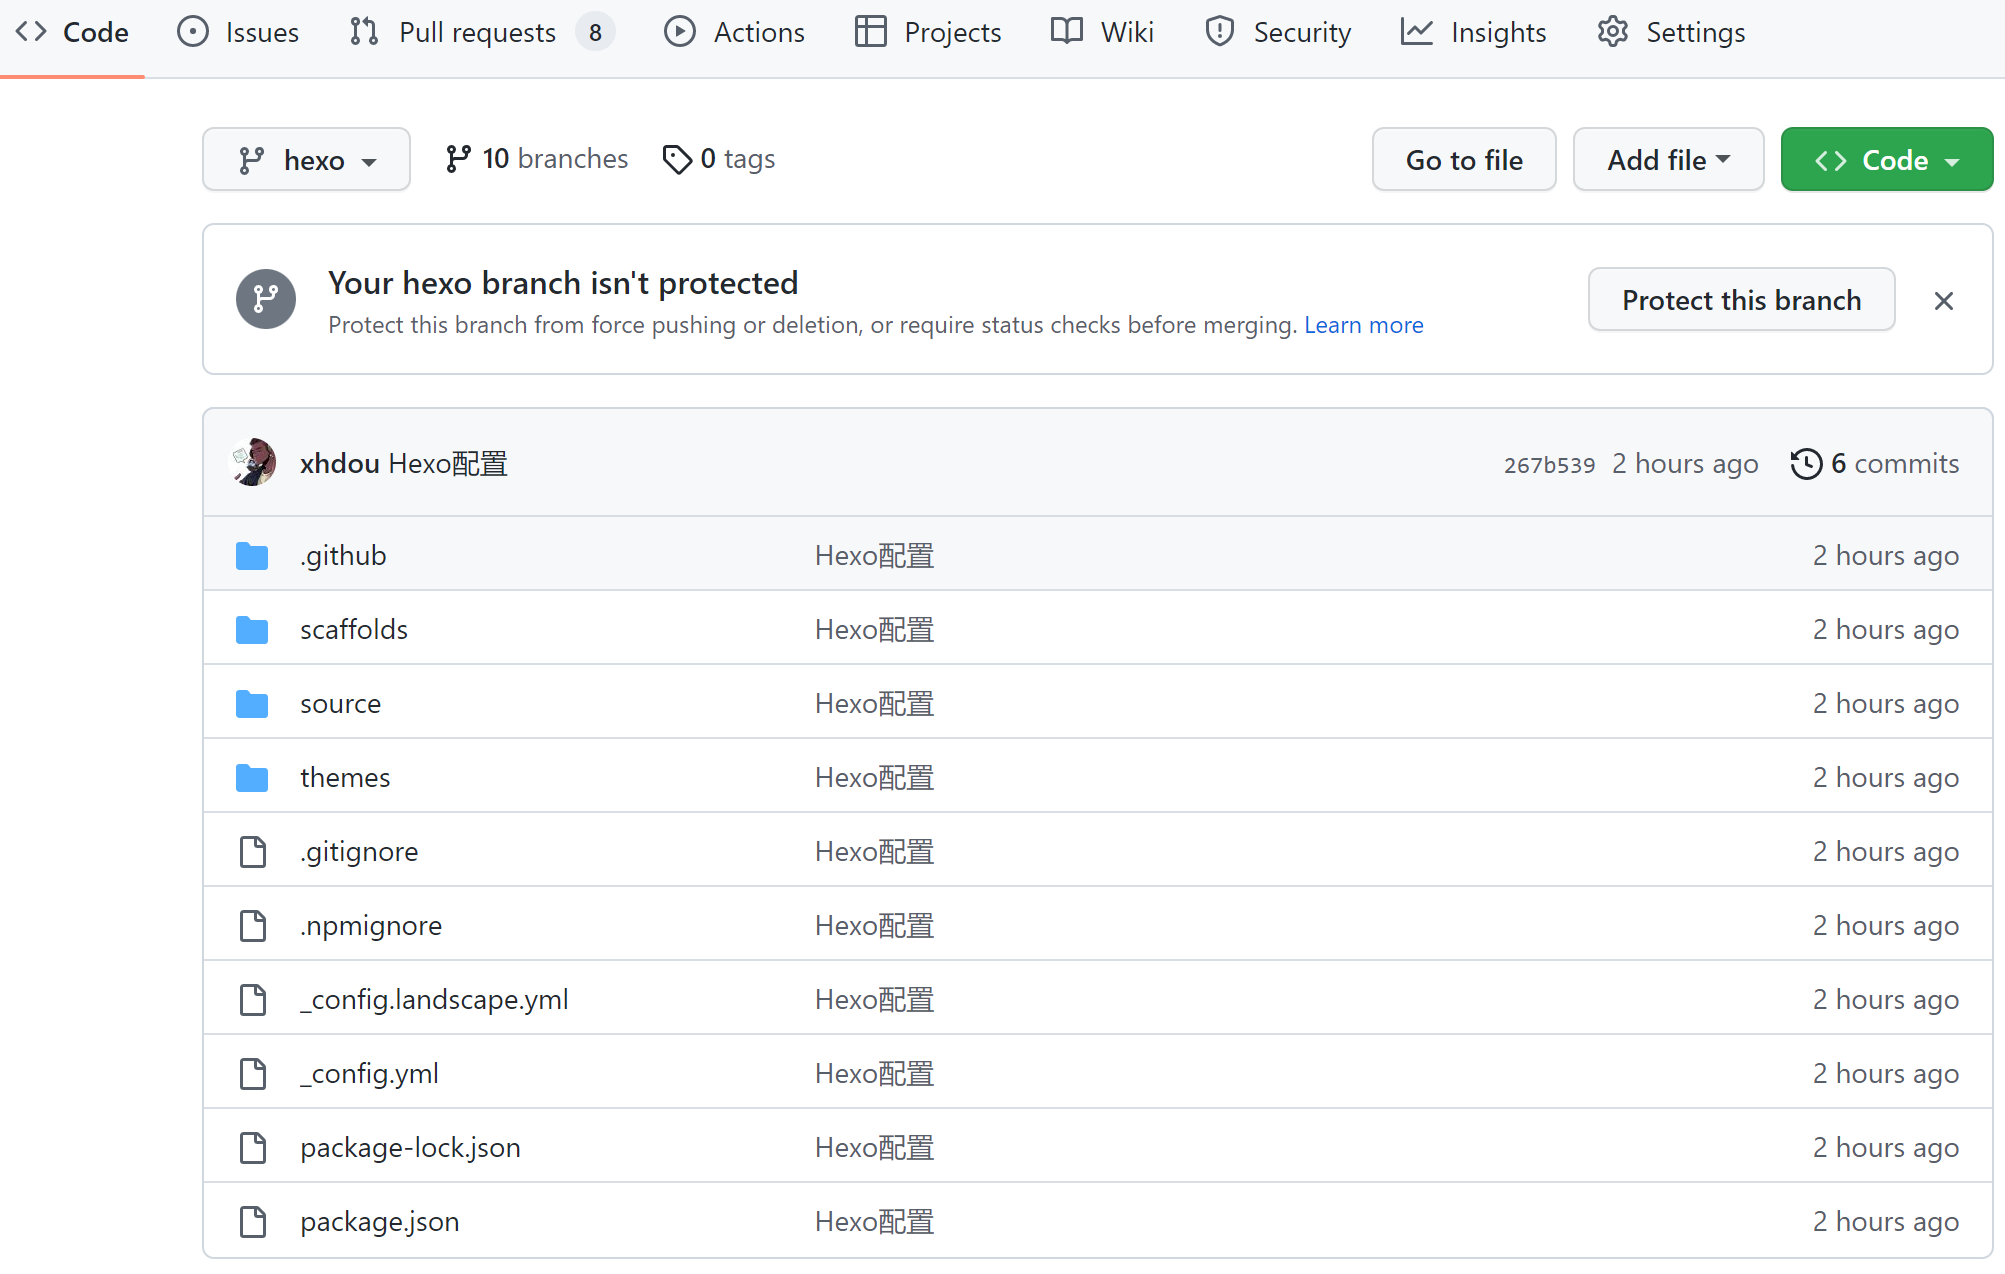 Code Issues Pull requests 8 Actions Projects Wiki Security Insights Settings
hexo 10 branches 0 tags Go to file Add file Code
Your hexo branch isn't protected
Protect this branch from force pushing or deletion, or require status checks before merging. Learn more
Protect this branch
xhdou Hexo配置 267b539 2 hours ago 6 commits
.github Hexo配置 2 hours ago
scaffolds Hexo配置 2 hours ago
source Hexo配置 2 hours ago
themes Hexo配置 2 hours ago
.gitignore Hexo配置 2 hours ago
.npmignore Hexo配置 2 hours ago
_config.landscape.yml Hexo配置 2 hours ago
_config.yml Hexo配置 2 hours ago
package-lock.json Hexo配置 2 hours ago
package.json Hexo配置 2 hours ago